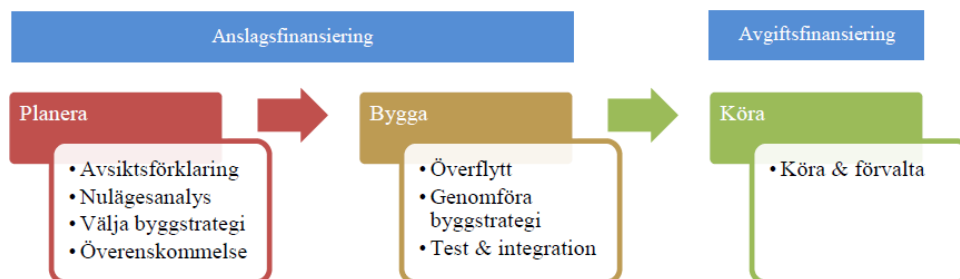 Anslagsfinansiering
Avgiftsfinansiering
Planera
• Avsiktsförklaring
• Nulägesanalys
• Välja byggstrategi
• Överenskommelse
Bygga
• Överflytt
• Genomföra
byggstrategi
• Test & integration
Köra
• Köra & förvalta